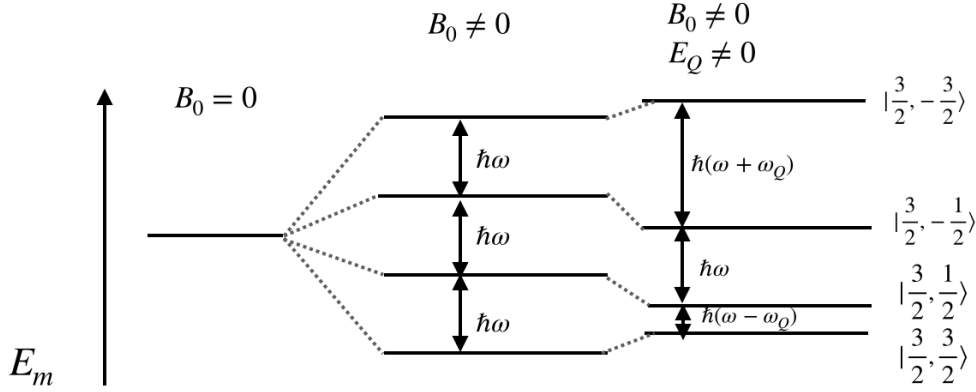 B₀ ≠ 0
B₀ ≠ 0
E_Q ≠ 0
B₀ = 0
|3/2, -3/2⟩
ħω
ħ(ω + ω_Q)
ħω
|3/2, -1/2⟩
ħω
|3/2, 1/2⟩
ħ(ω - ω_Q)
ħω
|3/2, 3/2⟩
E_m